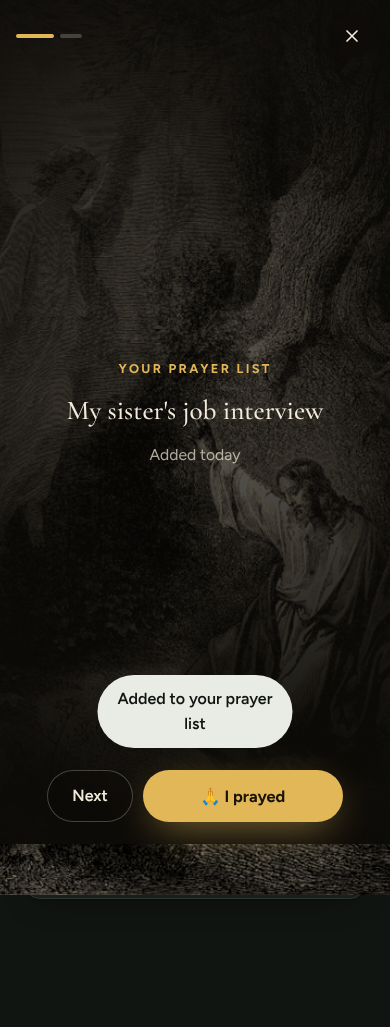 YOUR PRAYER LIST
My sister's job interview
Added today
Added to your prayer
list
Next
🙏 I prayed